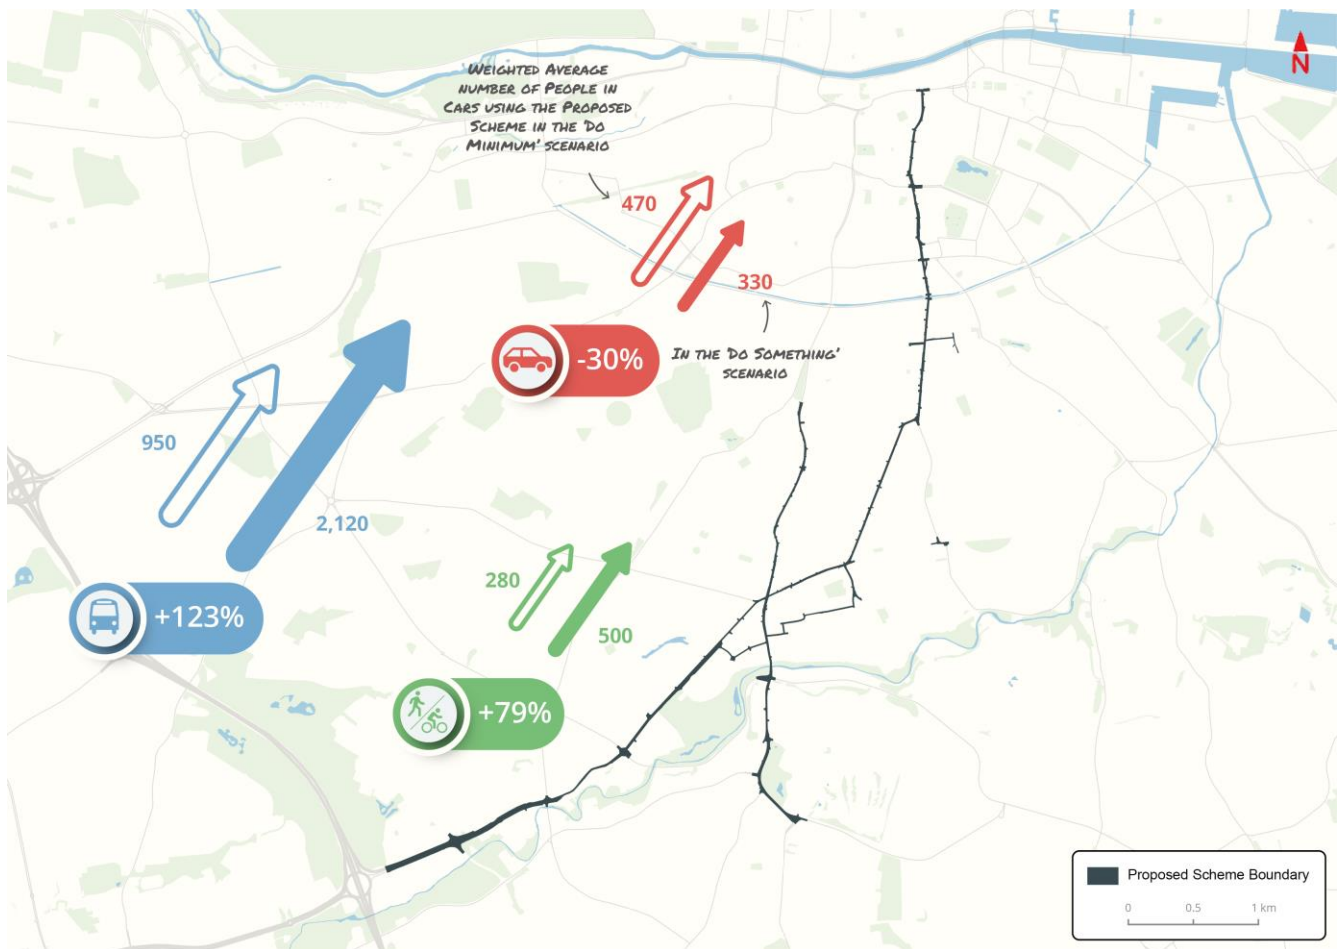 WEIGHTED AVERAGE
NUMBER OF PEOPLE IN
CARS USING THE PROPOSED
SCHEME IN THE 'DO
MINIMUM' SCENARIO
N
470
330
-30%
IN THE 'DO SOMETHING'
SCENARIO
950
2,120
+123%
280
500
+79%
Proposed Scheme Boundary
0 0.5 1 km